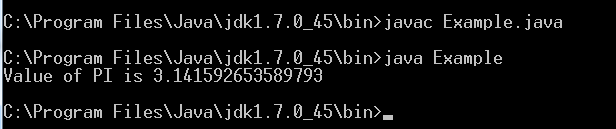 C:\Program Files\Java\jdk1.7.0_45\bin>javac Example.java
C:\Program Files\Java\jdk1.7.0_45\bin>java Example
Value of PI is 3.141592653589793
C:\Program Files\Java\jdk1.7.0_45\bin>_